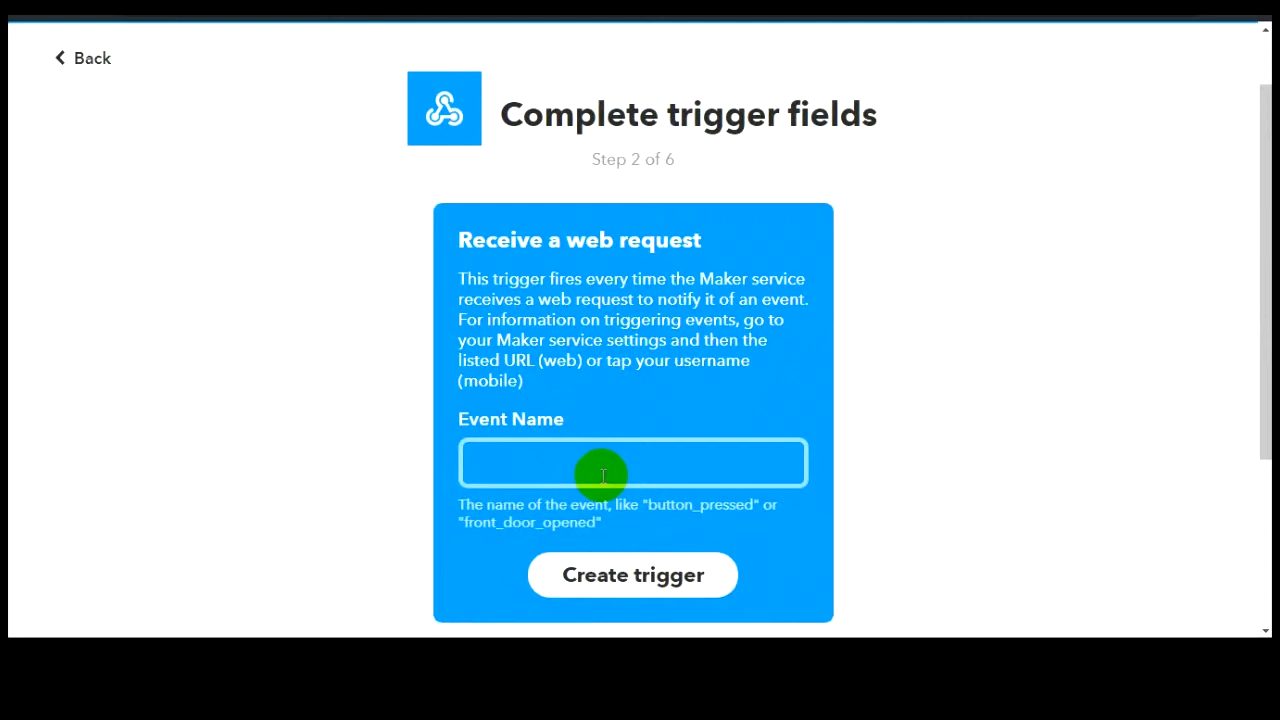 Back
Complete trigger fields
Step 2 of 6
Receive a web request
This trigger fires every time the Maker service
receives a web request to notify it of an event.
For information on triggering events, go to
your Maker service settings and then the
listed URL (web) or tap your username
(mobile)
Event Name
The name of the event, like "button_pressed" or
"front_door_opened"
Create trigger